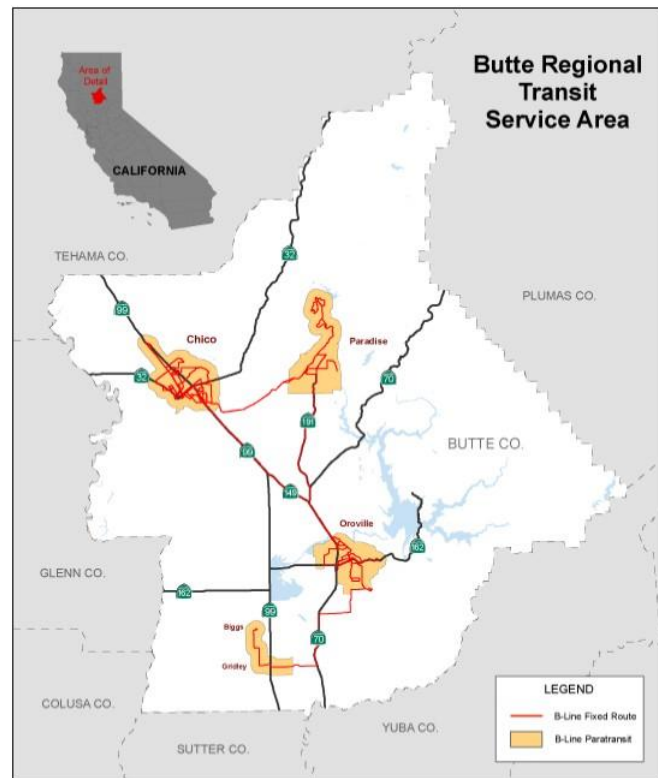 Butte Regional
Transit
Service Area
Area of
Detail
CALIFORNIA
TEHAMA CO.
32
PLUMAS CO.
99
Chico
Paradise
32
70
191
BUTTE CO.
99
149
Oroville
162
GLENN CO.
162
99
Biggs
70
Gridley
COLUSA CO.
SUTTER CO.
YUBA CO.
LEGEND
B-Line Fixed Route
B-Line Paratransit